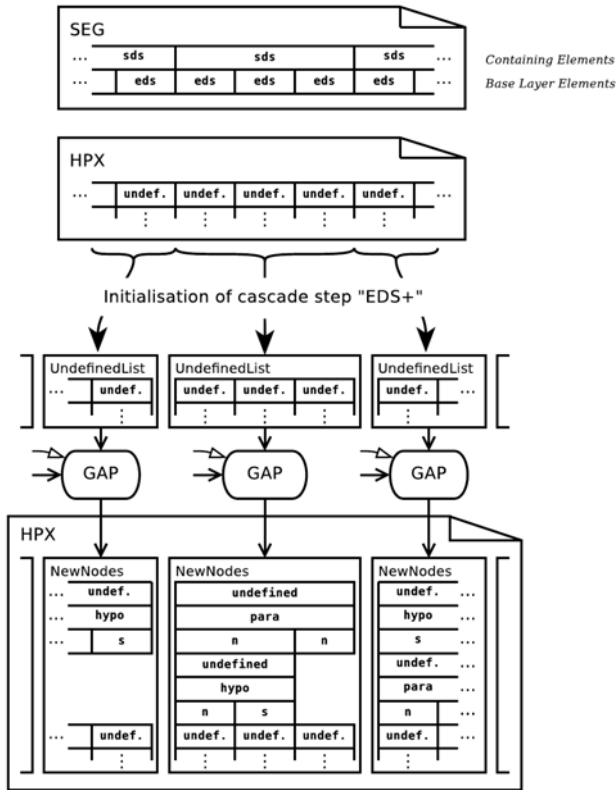 SEG
... sds sds sds ... Containing Elements
... eds eds eds eds eds ... Base Layer Elements
HPX
... undef. undef. undef. undef. undef. ...
Initialisation of cascade step "EDS+"
UndefinedList UndefinedList UndefinedList
... undef. undef. undef. undef. undef. ...
GAP GAP GAP
HPX
NewNodes NewNodes NewNodes
... undef. undefined undef. ...
... hypo para hypo ...
... s n n s ...
undefined undef. ...
hypo para ...
n s n ...
... undef. undef. undef. undef. undef. ...